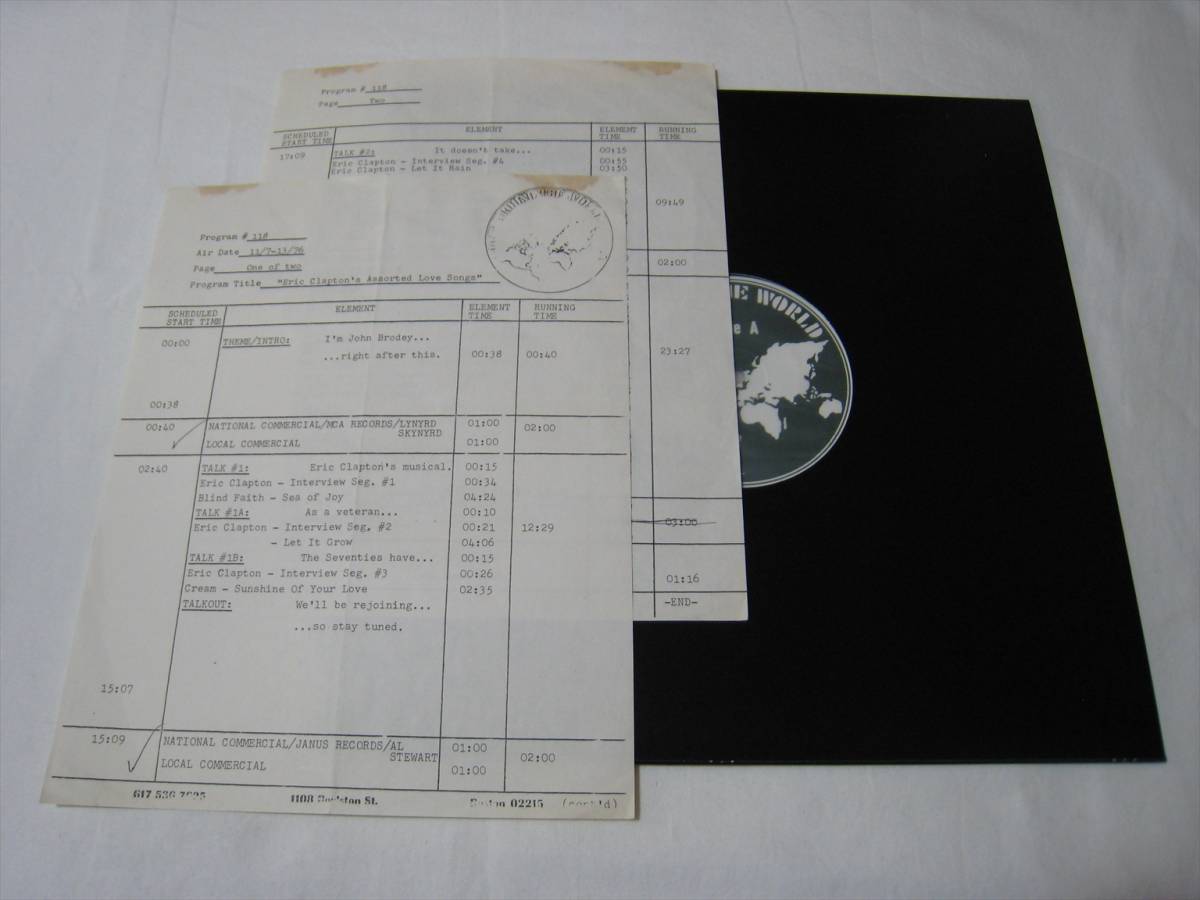 Program # 118
Page Two
SCHEDULED START TIME
ELEMENT
ELEMENT TIME
RUNNING TIME
17:09
TALK #2: It doesn't take... 00:15
Eric Clapton - Interview Seg. #4 00:55
Eric Clapton - Let It Rain 03:50
09:49
02:00
23:27
03:00
01:16
-END-
Program # 118
Air Date 11/7-13/76
Page One of two
Program Title "Eric Clapton's Assorted Love Songs"
SCHEDULED START TIME
ELEMENT
ELEMENT TIME
RUNNING TIME
00:00 THEME/INTRO: I'm John Brodey...
...right after this. 00:38 00:40
00:38
00:40 NATIONAL COMMERCIAL/MCA RECORDS/LYNYRD 01:00 02:00
SKYNYRD
LOCAL COMMERCIAL 01:00
02:40 TALK #1: Eric Clapton's musical. 00:15
Eric Clapton - Interview Seg. #1 00:34
Blind Faith - Sea of Joy 04:24
TALK #1A: As a veteran... 00:10
Eric Clapton - Interview Seg. #2 00:21 12:29
- Let It Grow 04:06
TALK #1B: The Seventies have... 00:15
Eric Clapton - Interview Seg. #3 00:26
Cream - Sunshine Of Your Love 02:35
TALKOUT: We'll be rejoining...
...so stay tuned.
15:07
15:09 NATIONAL COMMERCIAL/JANUS RECORDS/AL 01:00
STEWART 02:00
LOCAL COMMERCIAL 01:00
617 536 1108 St. 02215
WORLD
A